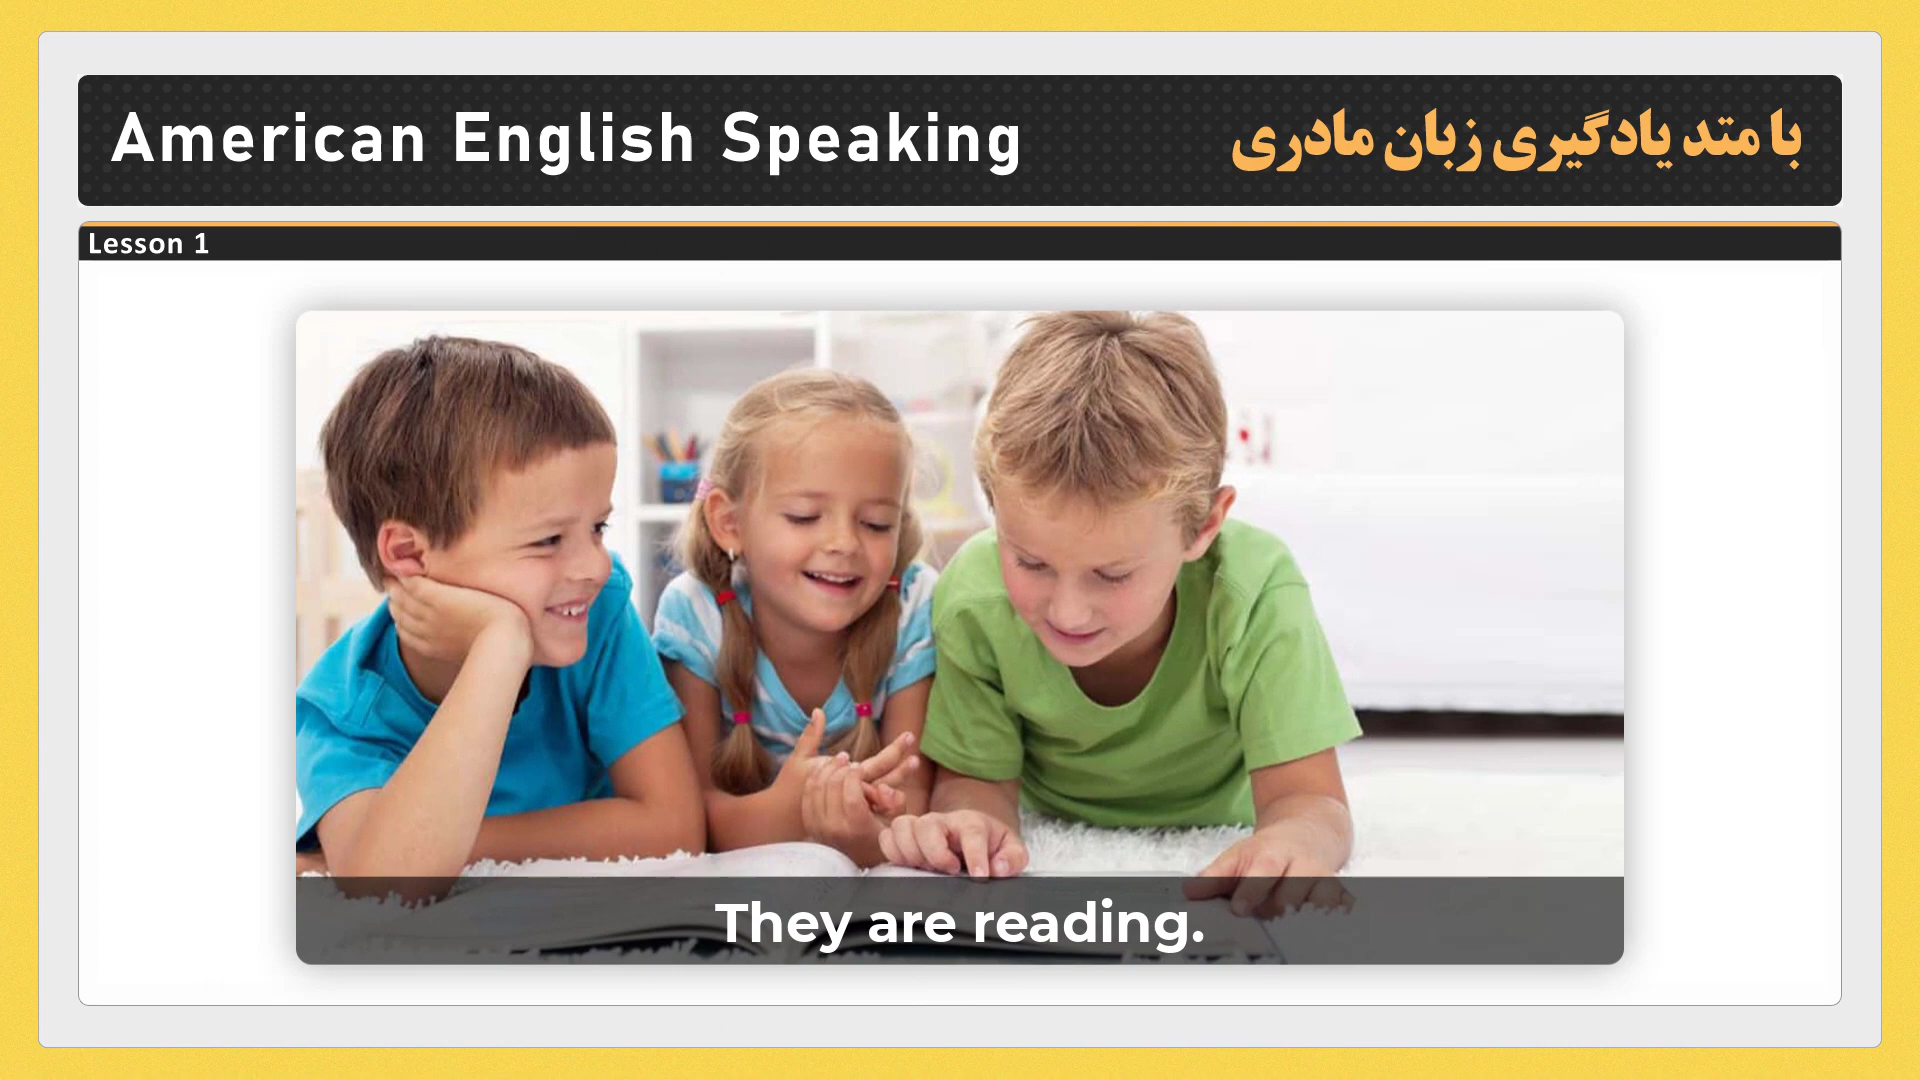 American English Speaking
با متد یادگیری زبان مادری
Lesson 1
They are reading.